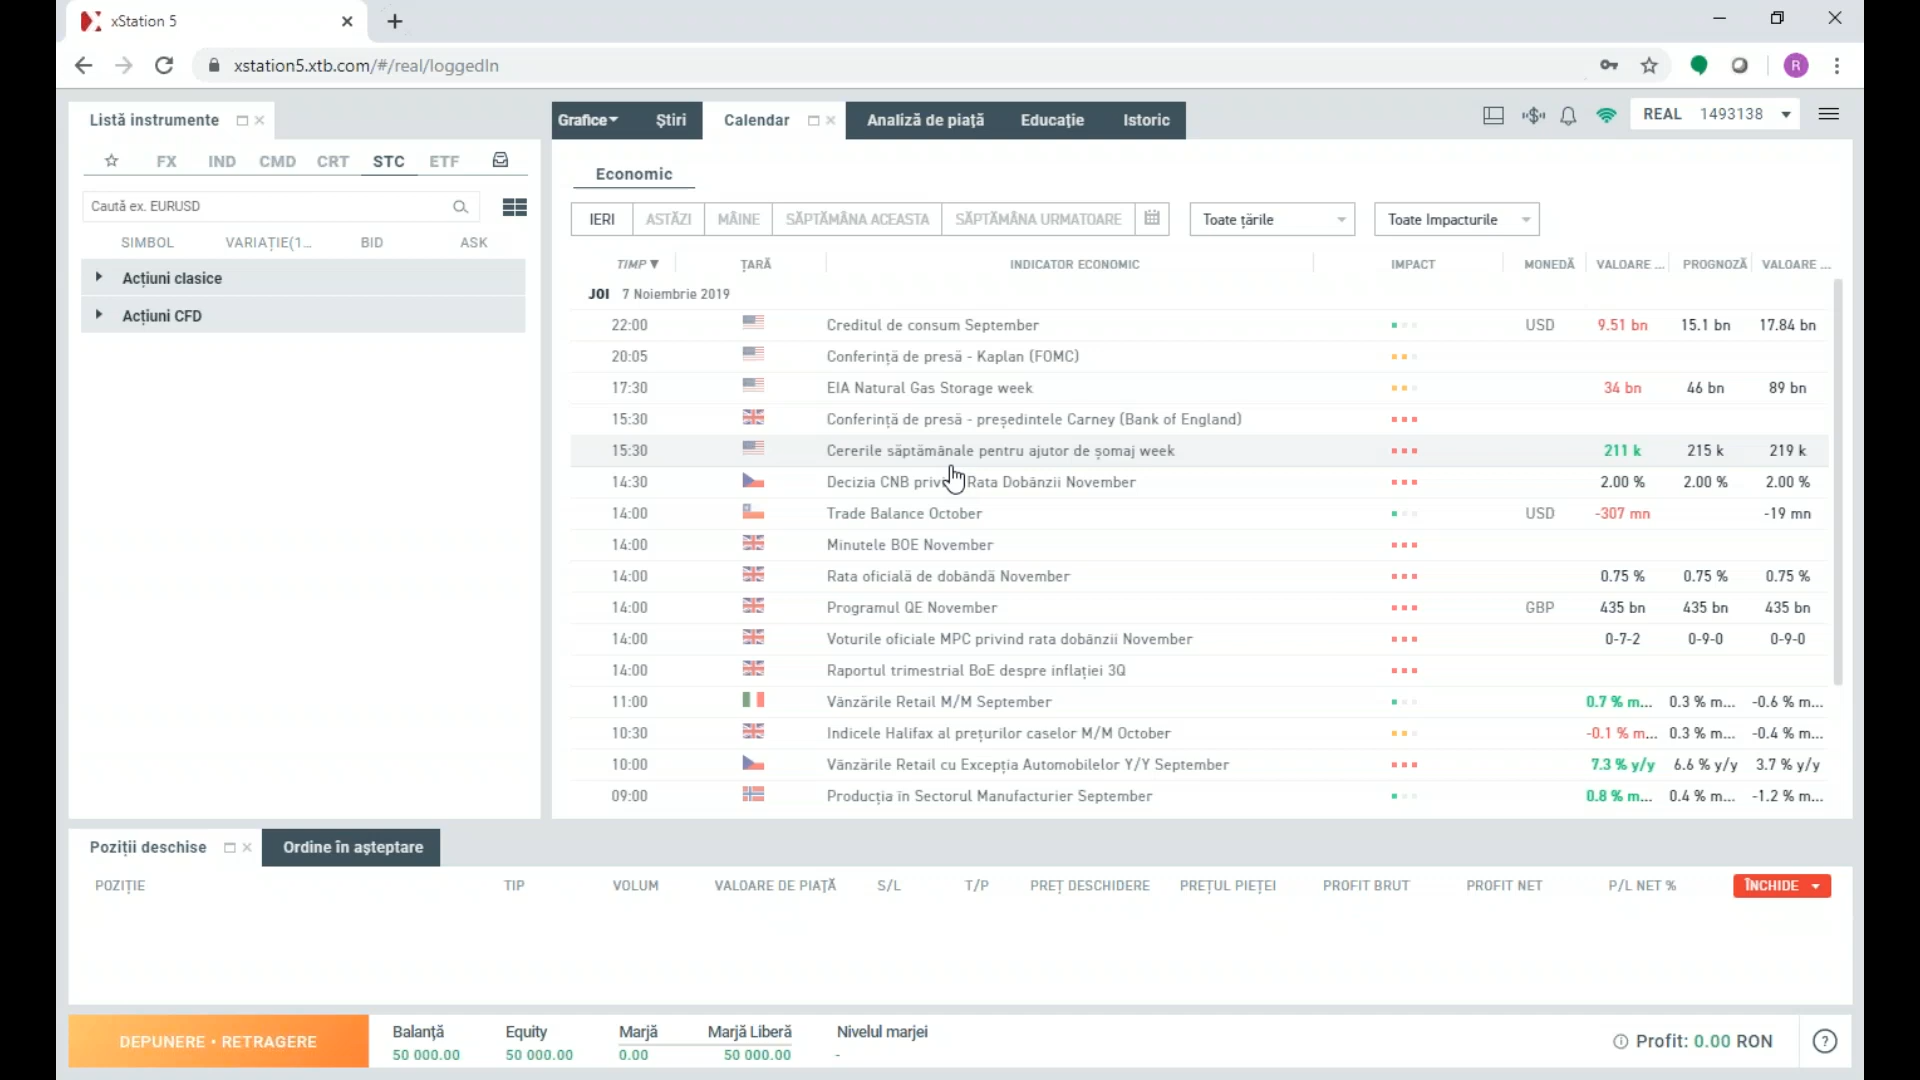 xStation 5
xstation5.xtb.com/#/real/loggedIn
R
Listă instrumente
Grafice
Știri
Calendar
Analiză de piață
Educație
Istoric
REAL 1493138
FX IND CMD CRT STC ETF
Economic
Caută ex. EURUSD
IERI ASTĂZI MÂINE SĂPTĂMÂNA ACEASTA SĂPTĂMÂNA URMATOARE
Toate țările
Toate Impacturile
SIMBOL VARIAȚIE(1... BID ASK
Acțiuni clasice
Acțiuni CFD
TIMP▼ ȚARĂ INDICATOR ECONOMIC IMPACT MONEDĂ VALOARE ... PROGNOZĂ VALOARE ...
JOI 7 Noiembrie 2019
22:00 Creditul de consum September USD 9.51 bn 15.1 bn 17.84 bn
20:05 Conferință de presă - Kaplan (FOMC)
17:30 EIA Natural Gas Storage week 34 bn 46 bn 89 bn
15:30 Conferință de presă - președintele Carney (Bank of England)
15:30 Cererile săptămânale pentru ajutor de șomaj week 211 k 215 k 219 k
14:30 Decizia CNB priv Rata Dobânzii November 2.00 % 2.00 % 2.00 %
14:00 Trade Balance October USD -307 mn -19 mn
14:00 Minutele BOE November
14:00 Rata oficială de dobândă November 0.75 % 0.75 % 0.75 %
14:00 Programul QE November GBP 435 bn 435 bn 435 bn
14:00 Voturile oficiale MPC privind rata dobânzii November 0-7-2 0-9-0 0-9-0
14:00 Raportul trimestrial BoE despre inflației 3Q
11:00 Vânzările Retail M/M September 0.7 % m... 0.3 % m... -0.6 % m...
10:30 Indicele Halifax al prețurilor caselor M/M October -0.1 % m... 0.3 % m... -0.4 % m...
10:00 Vânzările Retail cu Excepția Automobilelor Y/Y September 7.3 % y/y 6.6 % y/y 3.7 % y/y
09:00 Producția în Sectorul Manufacturier September 0.8 % m... 0.4 % m... -1.2 % m...
Poziții deschise
Ordine în așteptare
POZIȚIE TIP VOLUM VALOARE DE PIAȚĂ S/L T/P PREȚ DESCHIDERE PREȚUL PIEȚEI PROFIT BRUT PROFIT NET P/L NET % ÎNCHIDE
DEPUNERE • RETRAGERE
Balanță Equity Marjă Marjă Liberă Nivelul marjei
50 000.00 50 000.00 0.00 50 000.00 -
Profit: 0.00 RON
?